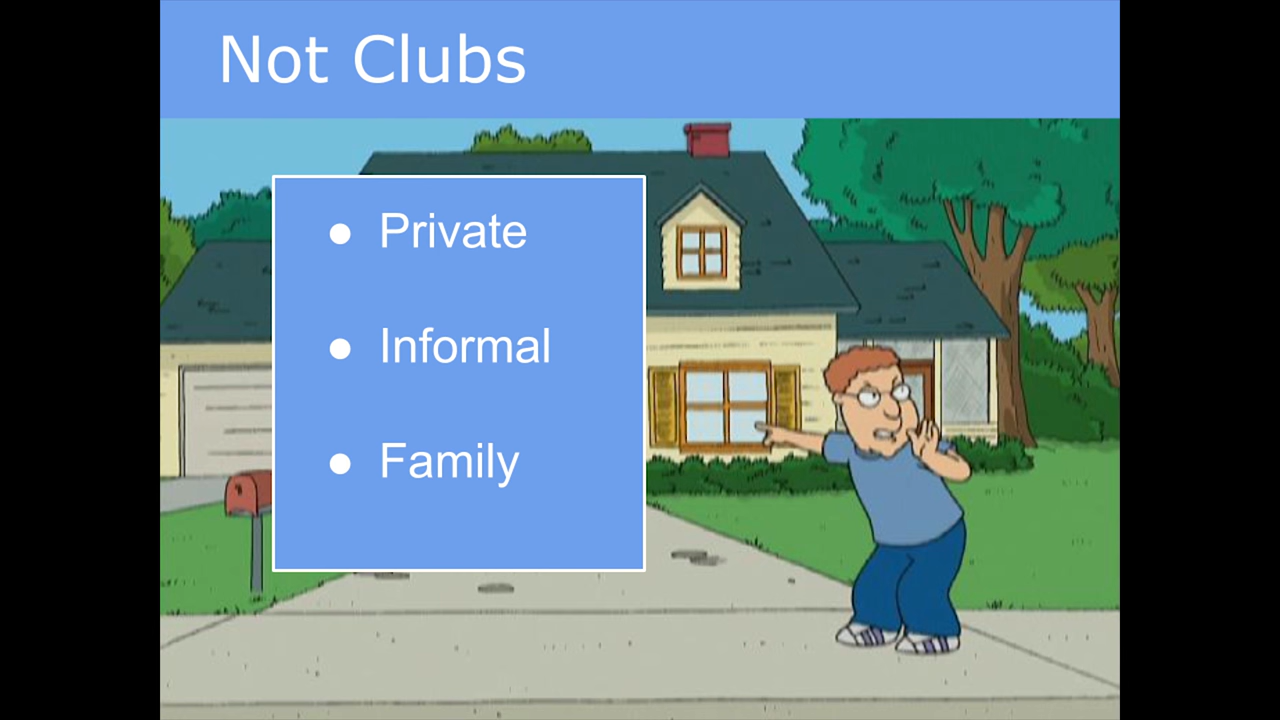 Not Clubs
● Private
● Informal
● Family